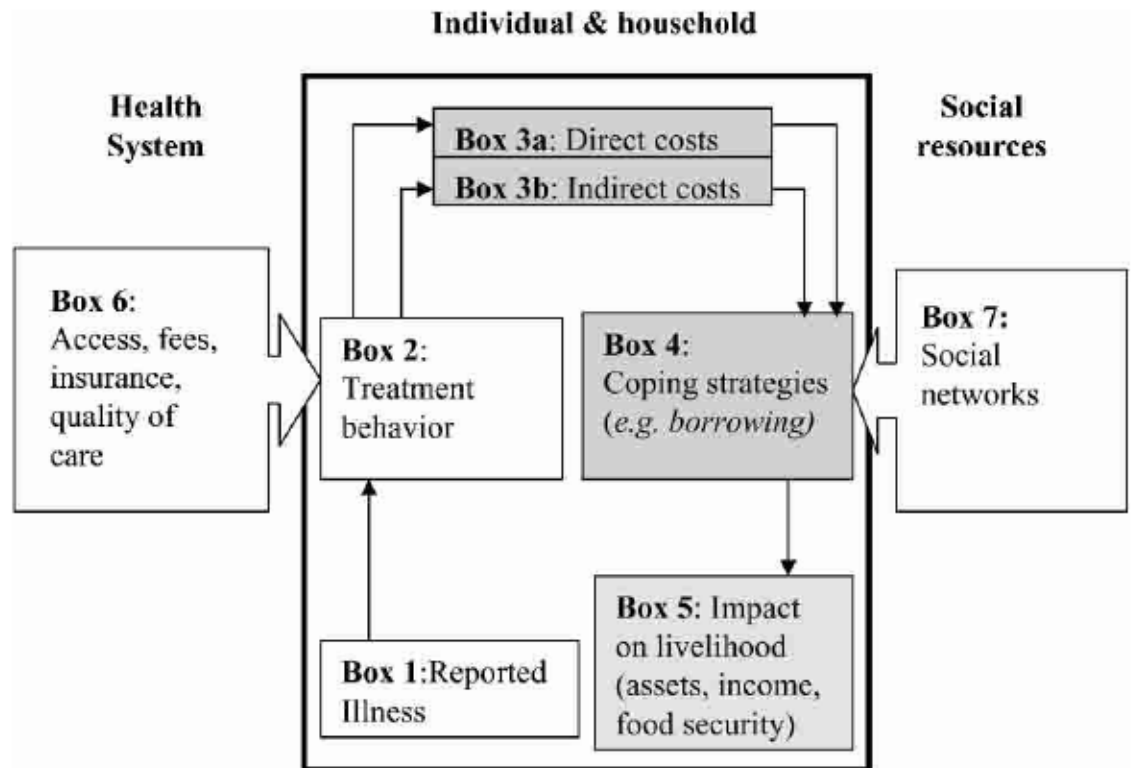 Individual & household
Health
System
Social
resources
Box 3a: Direct costs
Box 3b: Indirect costs
Box 6:
Access, fees,
insurance,
quality of
care
Box 2:
Treatment
behavior
Box 4:
Coping strategies
(e.g. borrowing)
Box 7:
Social
networks
Box 1:Reported
Illness
Box 5: Impact
on livelihood
(assets, income,
food security)